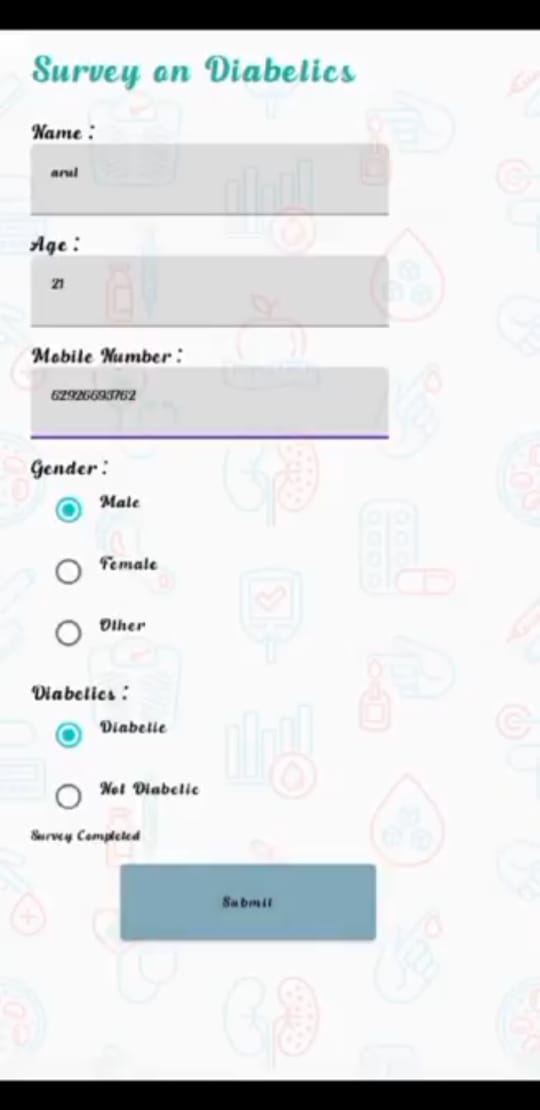 Survey on Diabetics
Name :
arul
Age :
21
Mobile Number :
62926693762
Gender :
Male
Female
Other
Diabetics :
Diabetic
Not Diabetic
Survey Completed
Submit